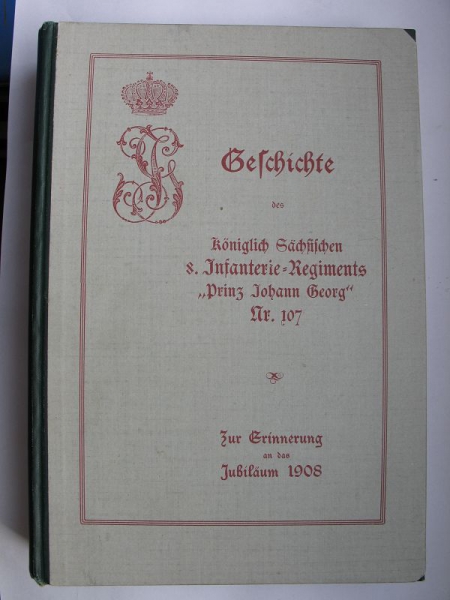 Geschichte
des
Königlich Sächsischen
8. Infanterie-Regiments
„Prinz Johann Georg“
Nr. 107
Zur Erinnerung
an das
Jubiläum 1908